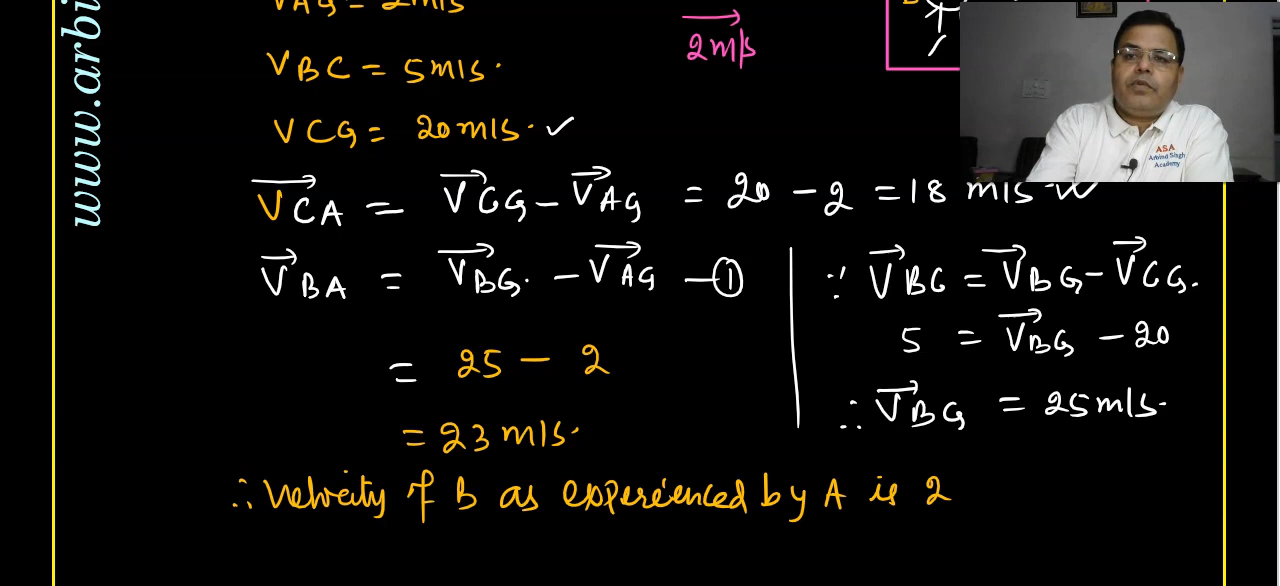 www.arbi
VAG = 2m/s
2m/s
B
VBC = 5m/s.
VCG = 20m/s. ✓
ASA
Arbind Singh
Academy
VCA = VCG - VAG = 20 - 2 = 18 m/s
VBA = VBG. - VAG - ①
∵ VBC = VBG - VCG.
5 = VBG - 20
∴ VBG = 25m/s.
= 25 - 2
= 23 m/s.
∴ Velocity of B as experienced by A is 2